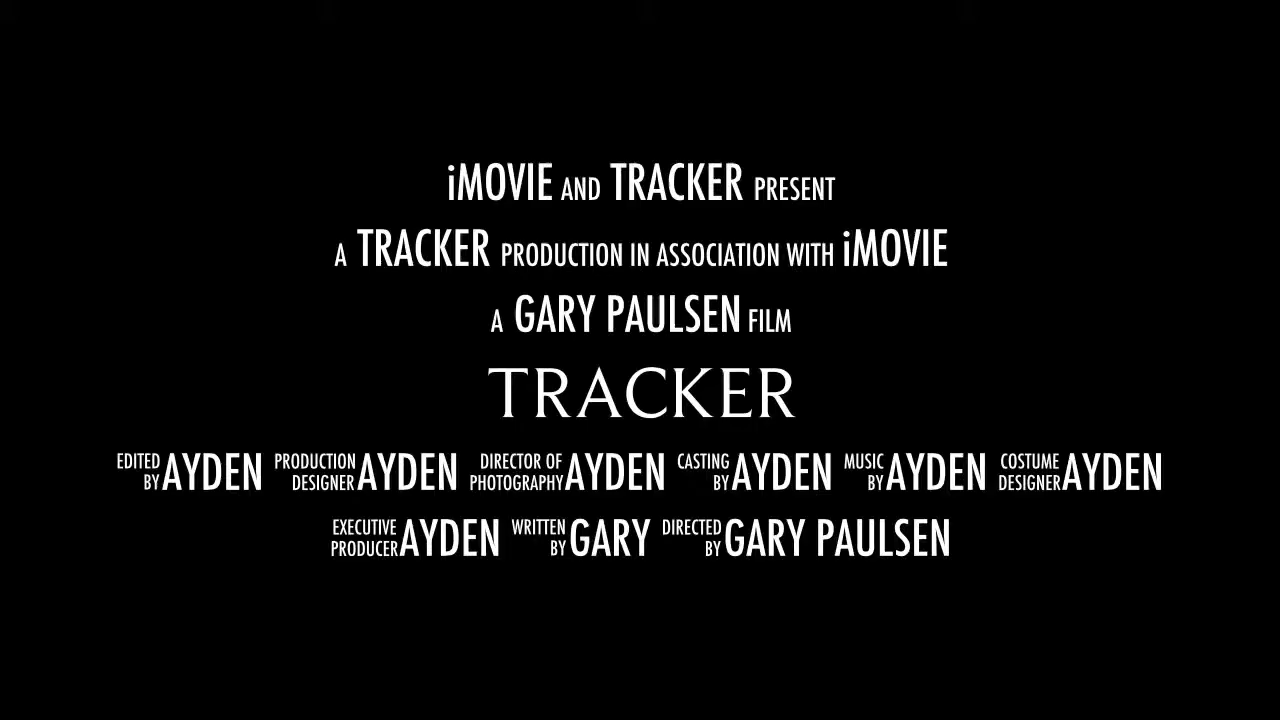 iMOVIE AND TRACKER PRESENT
A TRACKER PRODUCTION IN ASSOCIATION WITH iMOVIE
A GARY PAULSEN FILM
TRACKER
EDITED BY AYDEN PRODUCTION DESIGNER AYDEN DIRECTOR OF PHOTOGRAPHY AYDEN CASTING BY AYDEN MUSIC BY AYDEN COSTUME DESIGNER AYDEN
EXECUTIVE PRODUCER AYDEN WRITTEN BY GARY DIRECTED BY GARY PAULSEN